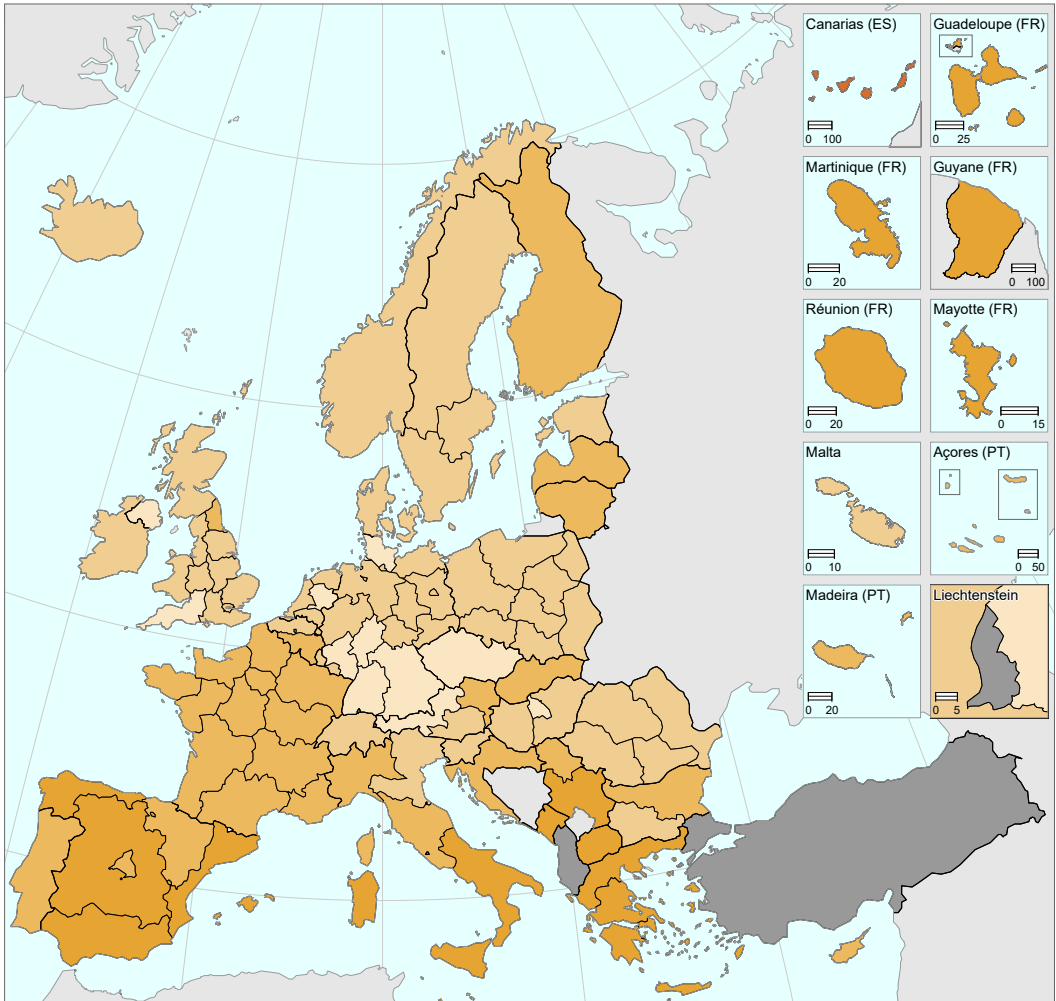 Canarias (ES)
0 100
Guadeloupe (FR)
0 25
Martinique (FR)
0 20
Guyane (FR)
0 100
Réunion (FR)
0 20
Mayotte (FR)
0 15
Malta
0 10
Açores (PT)
0 50
Madeira (PT)
0 20
Liechtenstein
0 5